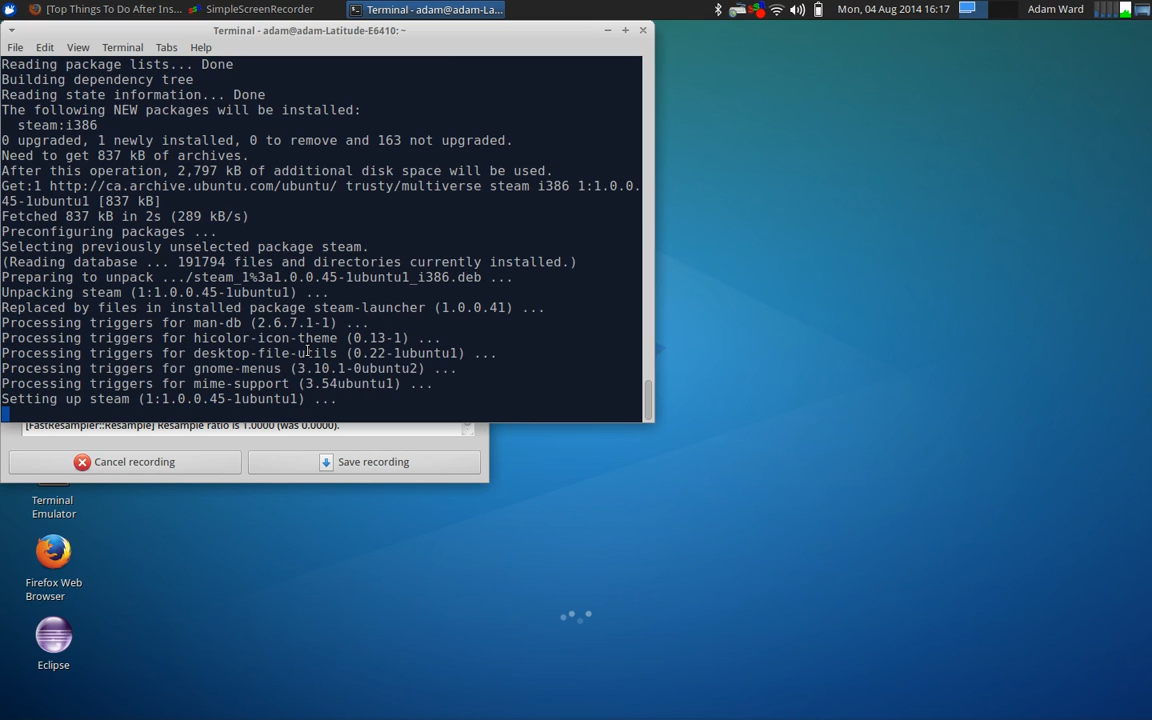 [Top Things To Do After Ins...
SimpleScreenRecorder
Terminal - adam@adam-La...
Mon, 04 Aug 2014 16:17
Adam Ward
Terminal - adam@adam-Latitude-E6410: ~
File Edit View Terminal Tabs Help
Reading package lists... Done
Building dependency tree
Reading state information... Done
The following NEW packages will be installed:
steam:i386
0 upgraded, 1 newly installed, 0 to remove and 163 not upgraded.
Need to get 837 kB of archives.
After this operation, 2,797 kB of additional disk space will be used.
Get:1 http://ca.archive.ubuntu.com/ubuntu/ trusty/multiverse steam i386 1:1.0.0.
45-1ubuntu1 [837 kB]
Fetched 837 kB in 2s (289 kB/s)
Preconfiguring packages ...
Selecting previously unselected package steam.
(Reading database ... 191794 files and directories currently installed.)
Preparing to unpack .../steam_1%3a1.0.0.45-1ubuntu1_i386.deb ...
Unpacking steam (1:1.0.0.45-1ubuntu1) ...
Replaced by files in installed package steam-launcher (1.0.0.41) ...
Processing triggers for man-db (2.6.7.1-1) ...
Processing triggers for hicolor-icon-theme (0.13-1) ...
Processing triggers for desktop-file-utils (0.22-1ubuntu1) ...
Processing triggers for gnome-menus (3.10.1-0ubuntu2) ...
Processing triggers for mime-support (3.54ubuntu1) ...
Setting up steam (1:1.0.0.45-1ubuntu1) ...
[FastResampler::Resample] Resample ratio is 1.0000 (was 0.0000).
Cancel recording
Save recording
Terminal
Emulator
Firefox Web
Browser
Eclipse